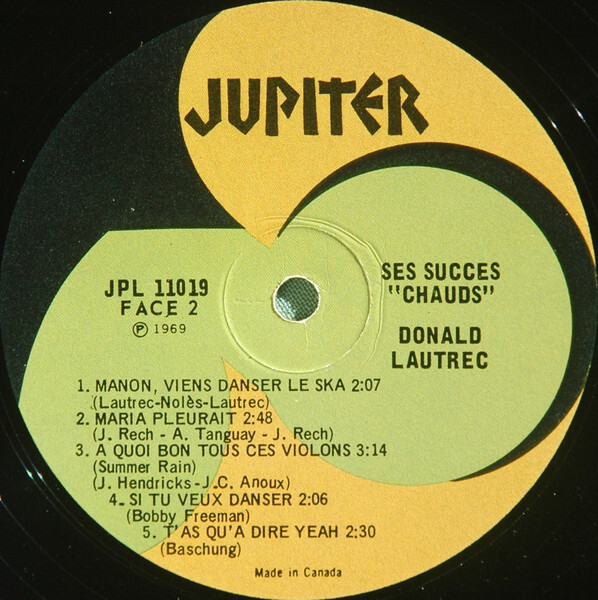 JUPITER
JPL 11019
FACE 2
Ⓟ 1969
SES SUCCES
"CHAUDS"
DONALD
LAUTREC
1. MANON, VIENS DANSER LE SKA 2:07
(Lautrec-Nolès-Lautrec)
2. MARIA PLEURAIT 2:48
(J. Rech - A. Tanguay - J. Rech)
3. A QUOI BON TOUS CES VIOLONS 3:14
(Summer Rain)
(J. Hendricks-J.C. Anoux)
4. SI TU VEUX DANSER 2:06
(Bobby Freeman)
5. T'AS QU'A DIRE YEAH 2:30
(Baschung)
Made in Canada